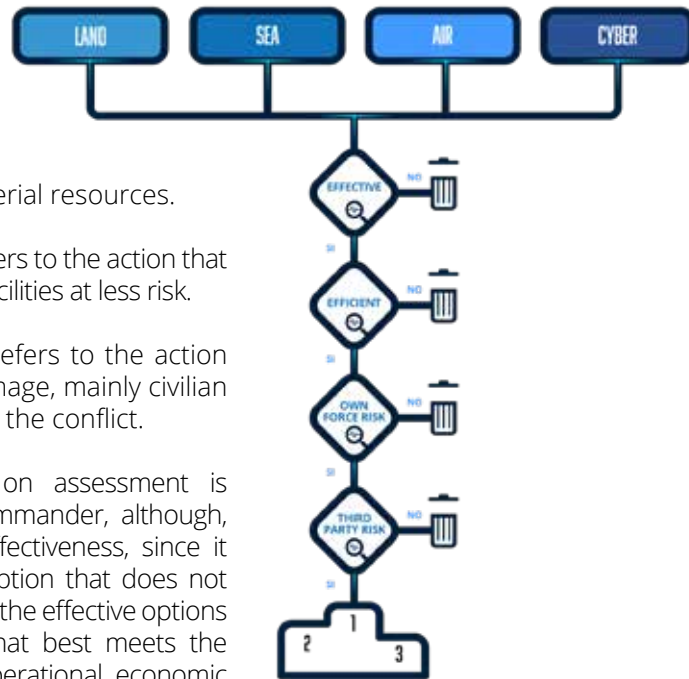 LAND
SEA
AIR
CYBER
erial resources.
ers to the action that
cilities at less risk.
efers to the action
nage, mainly civilian
the conflict.
on assessment is
mmander, although,
fectiveness, since it
ption that does not
the effective options
hat best meets the
perational economic
EFFECTIVE
NO
SI
EFFICIENT
NO
SI
OWN
FORCE RISK
NO
SI
THIRD
PARTY RISK
NO
SI
1
2
3